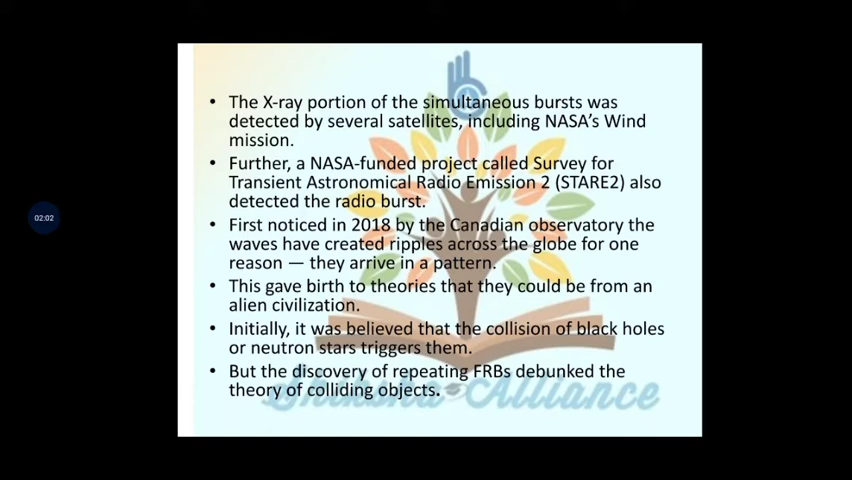 • The X-ray portion of the simultaneous bursts was
detected by several satellites, including NASA's Wind
mission.
• Further, a NASA-funded project called Survey for
Transient Astronomical Radio Emission 2 (STARE2) also
detected the radio burst.
02:02
• First noticed in 2018 by the Canadian observatory the
waves have created ripples across the globe for one
reason — they arrive in a pattern.
• This gave birth to theories that they could be from an
alien civilization.
• Initially, it was believed that the collision of black holes
or neutron stars triggers them.
• But the discovery of repeating FRBs debunked the
theory of colliding objects.
Shiksha Alliance